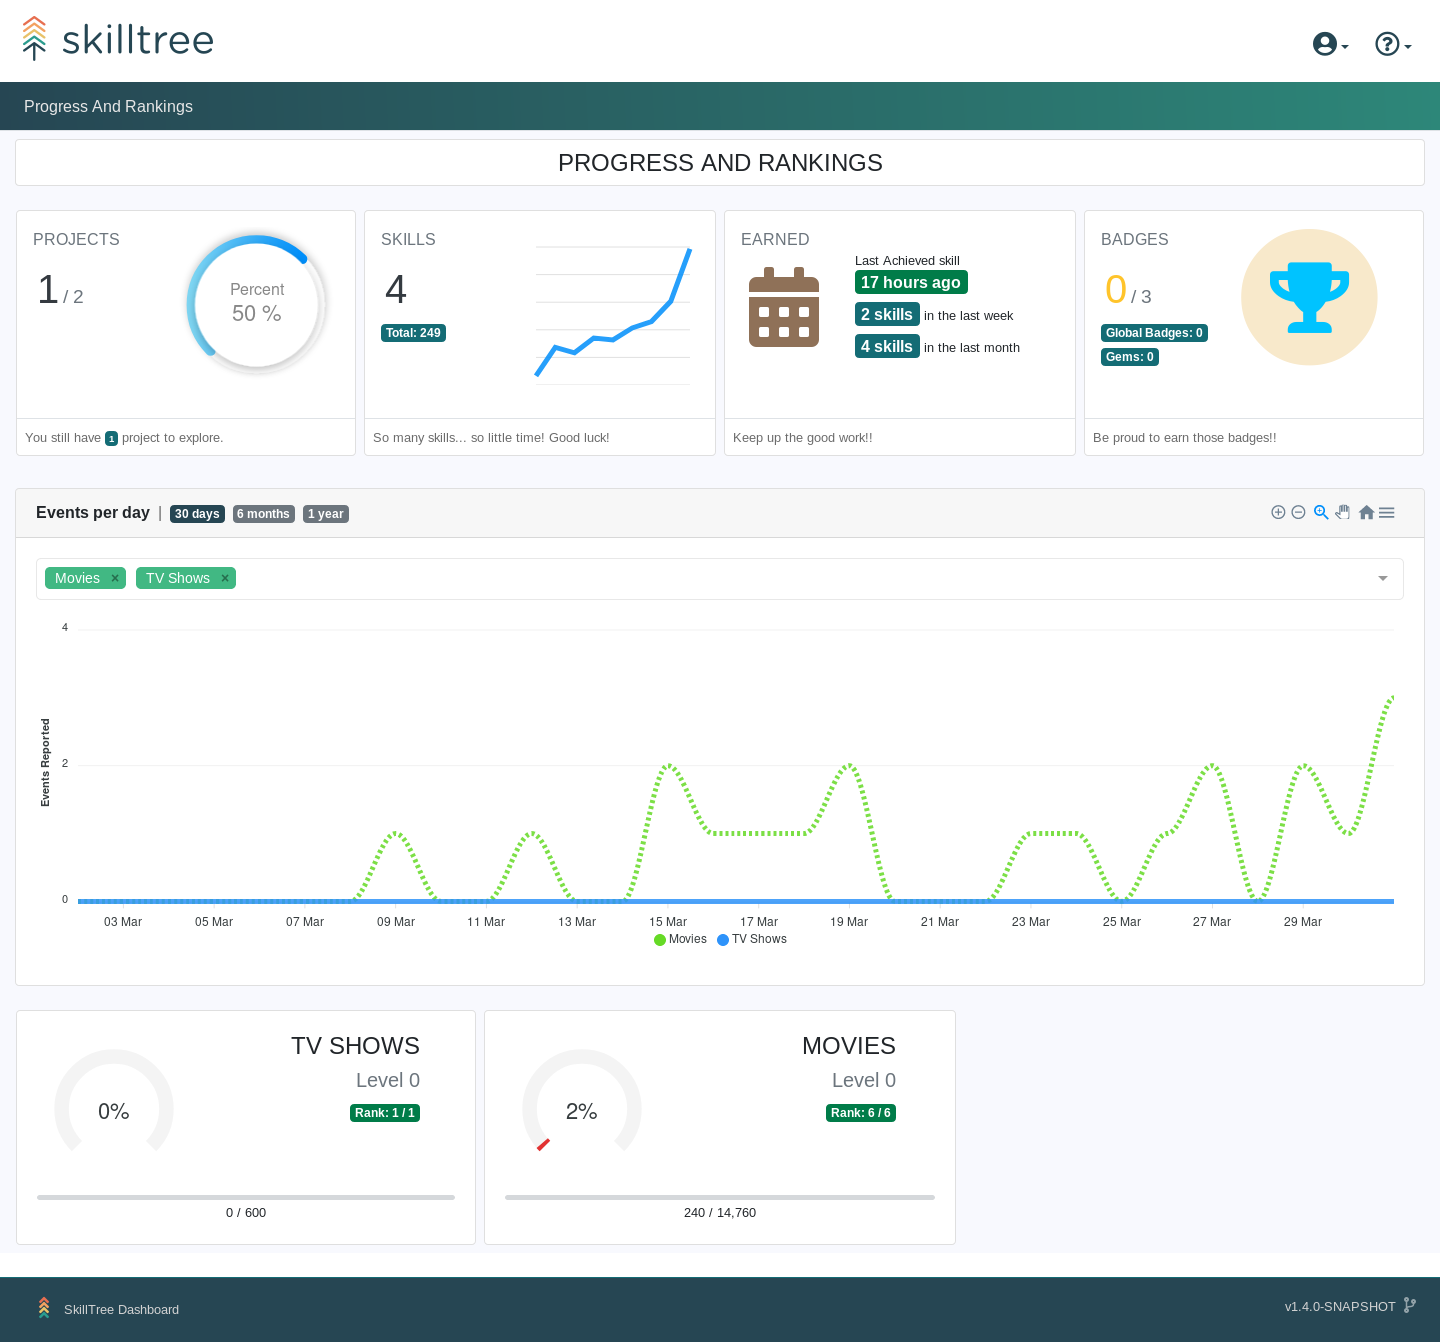 skilltree
Progress And Rankings
PROGRESS AND RANKINGS
PROJECTS
1 / 2
Percent
50 %
You still have 1 project to explore.
SKILLS
4
Total: 249
So many skills... so little time! Good luck!
EARNED
Last Achieved skill
17 hours ago
2 skills in the last week
4 skills in the last month
Keep up the good work!!
BADGES
0 / 3
Global Badges: 0
Gems: 0
Be proud to earn those badges!!
Events per day | 30 days 6 months 1 year
Movies × TV Shows ×
4
2
0
Events Reported
03 Mar 05 Mar 07 Mar 09 Mar 11 Mar 13 Mar 15 Mar 17 Mar 19 Mar 21 Mar 23 Mar 25 Mar 27 Mar 29 Mar
Movies TV Shows
TV SHOWS
Level 0
Rank: 1 / 1
0%
0 / 600
MOVIES
Level 0
Rank: 6 / 6
2%
240 / 14,760
SkillTree Dashboard
v1.4.0-SNAPSHOT